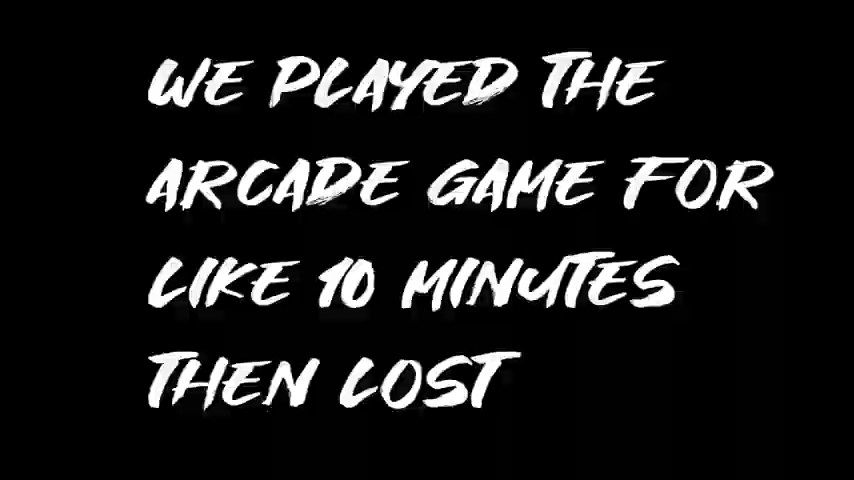 WE PLAYED THE
ARCADE GAME FOR
LIKE 10 MINUTES
THEN LOST